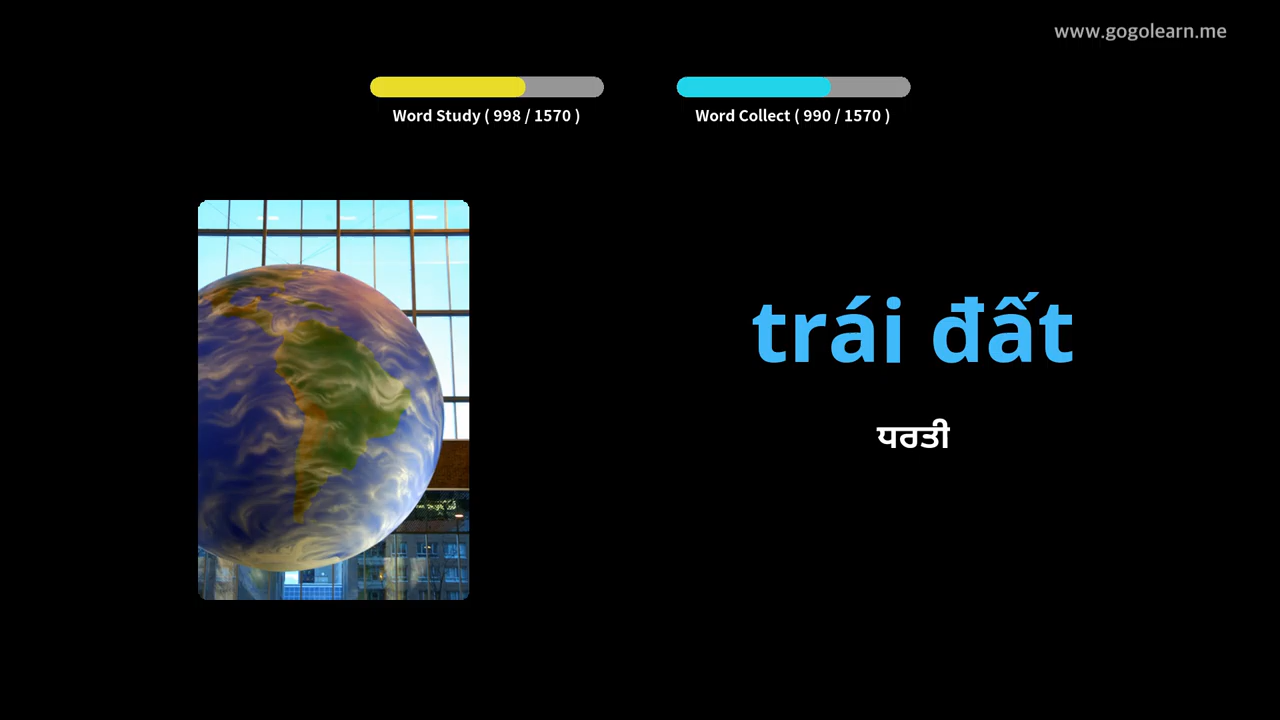 www.gogolearn.me
Word Study ( 998 / 1570 )
Word Collect ( 990 / 1570 )
trái đất
ਧਰਤੀ